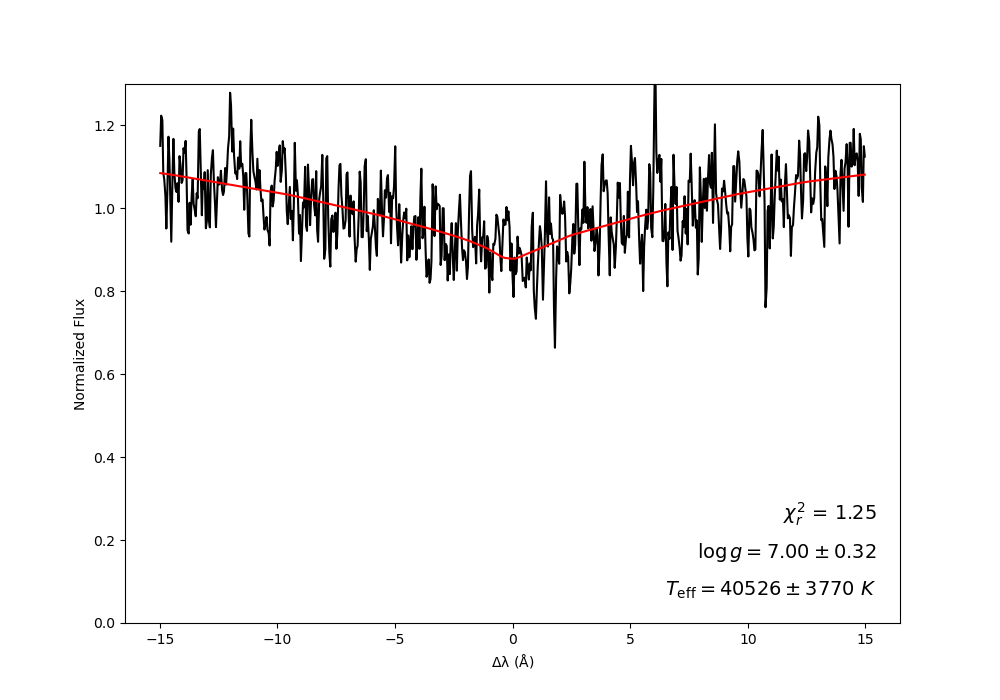 1.2
1.0
0.8
0.6
0.4
0.2
0.0
Normalized Flux
χ²ᵣ = 1.25
log g = 7.00 ± 0.32
T_eff = 40526 ± 3770 K
−15 −10 −5 0 5 10 15
Δλ (Å)